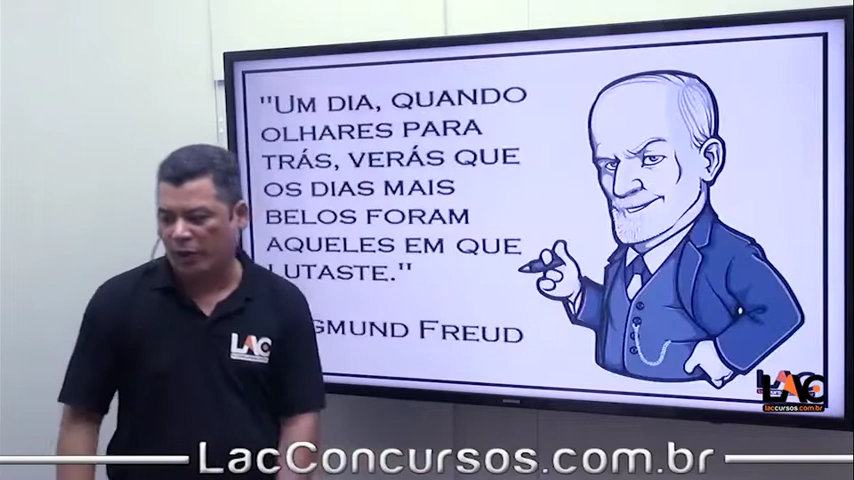 "Um dia, quando
olhares para
trás, verás que
os dias mais
belos foram
aqueles em que
lutaste."
gmund Freud
LAC
LAC
laccursos.com.br
LacConcursos.com.br